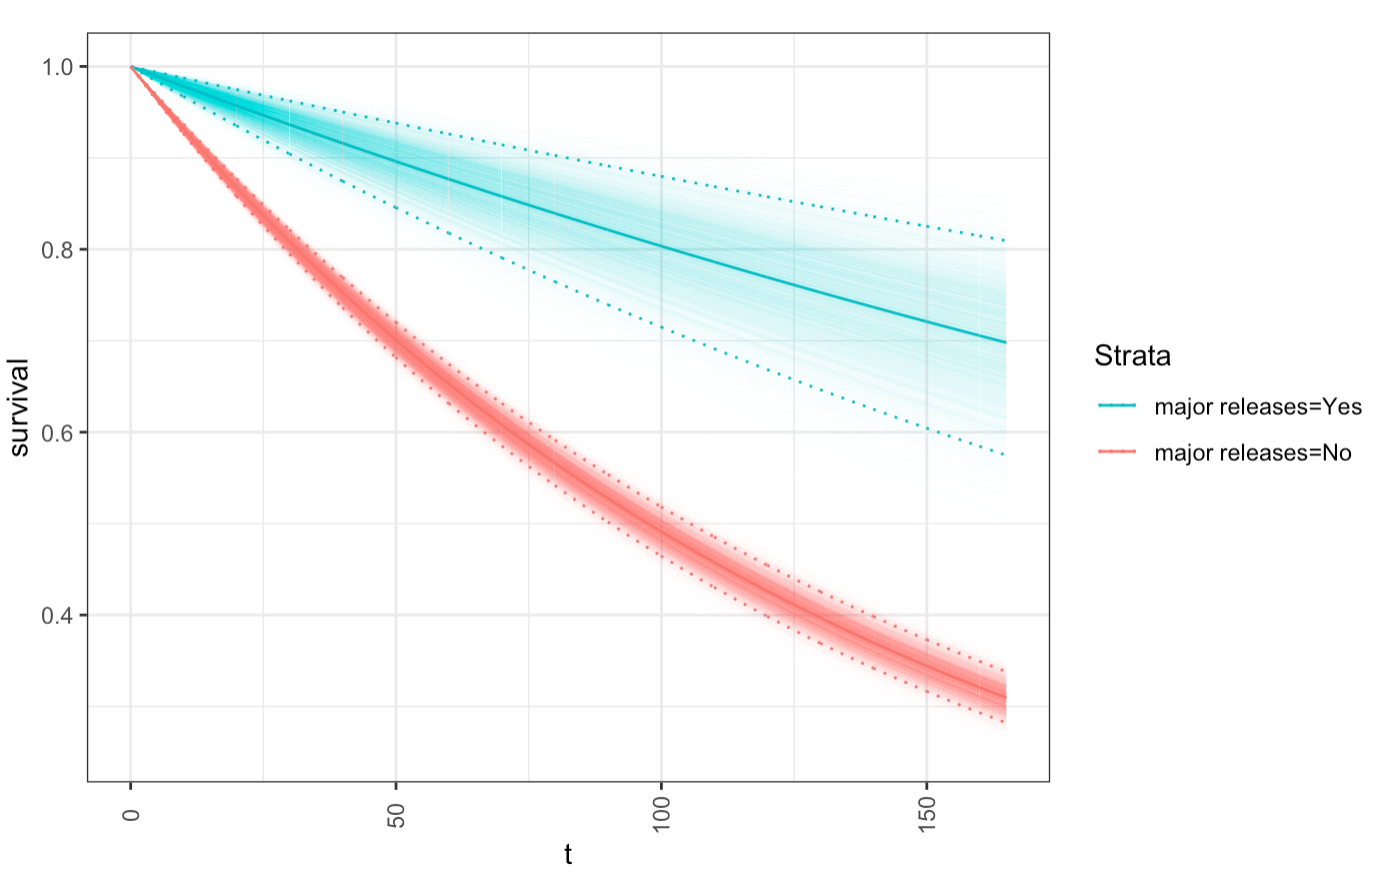 1.0
0.8
0.6
0.4
survival
0
50
100
150
t
Strata
major releases=Yes
major releases=No